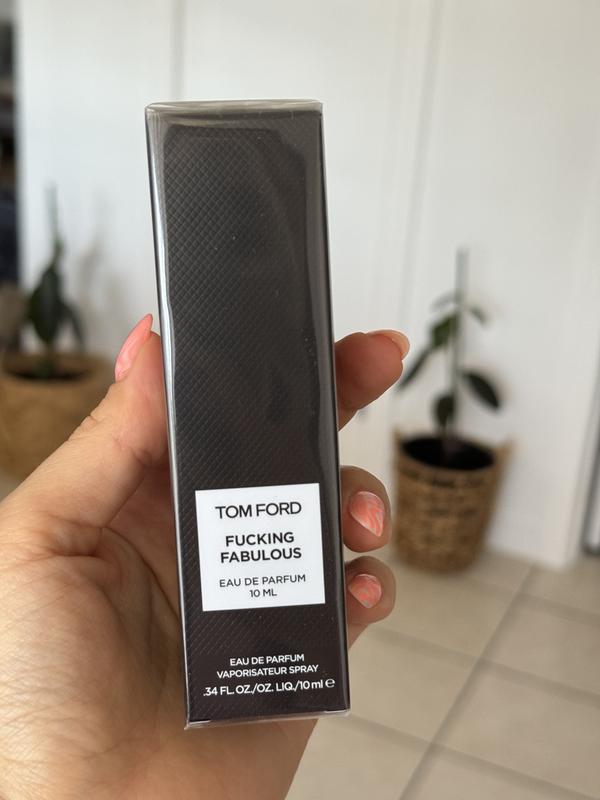 TOM FORD
FUCKING
FABULOUS
EAU DE PARFUM
10 ML
EAU DE PARFUM
VAPORISATEUR SPRAY
.34 FL. OZ./OZ. LIQ./10 ml ℮